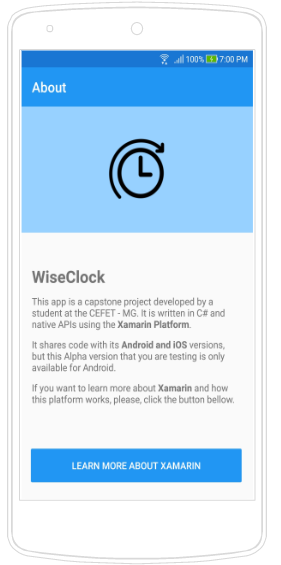 100% 7:00 PM
About
WiseClock
This app is a capstone project developed by a
student at the CEFET - MG. It is written in C# and
native APIs using the Xamarin Platform.
It shares code with its Android and iOS versions,
but this Alpha version that you are testing is only
available for Android.
If you want to learn more about Xamarin and how
this platform works, please, click the button bellow.
LEARN MORE ABOUT XAMARIN